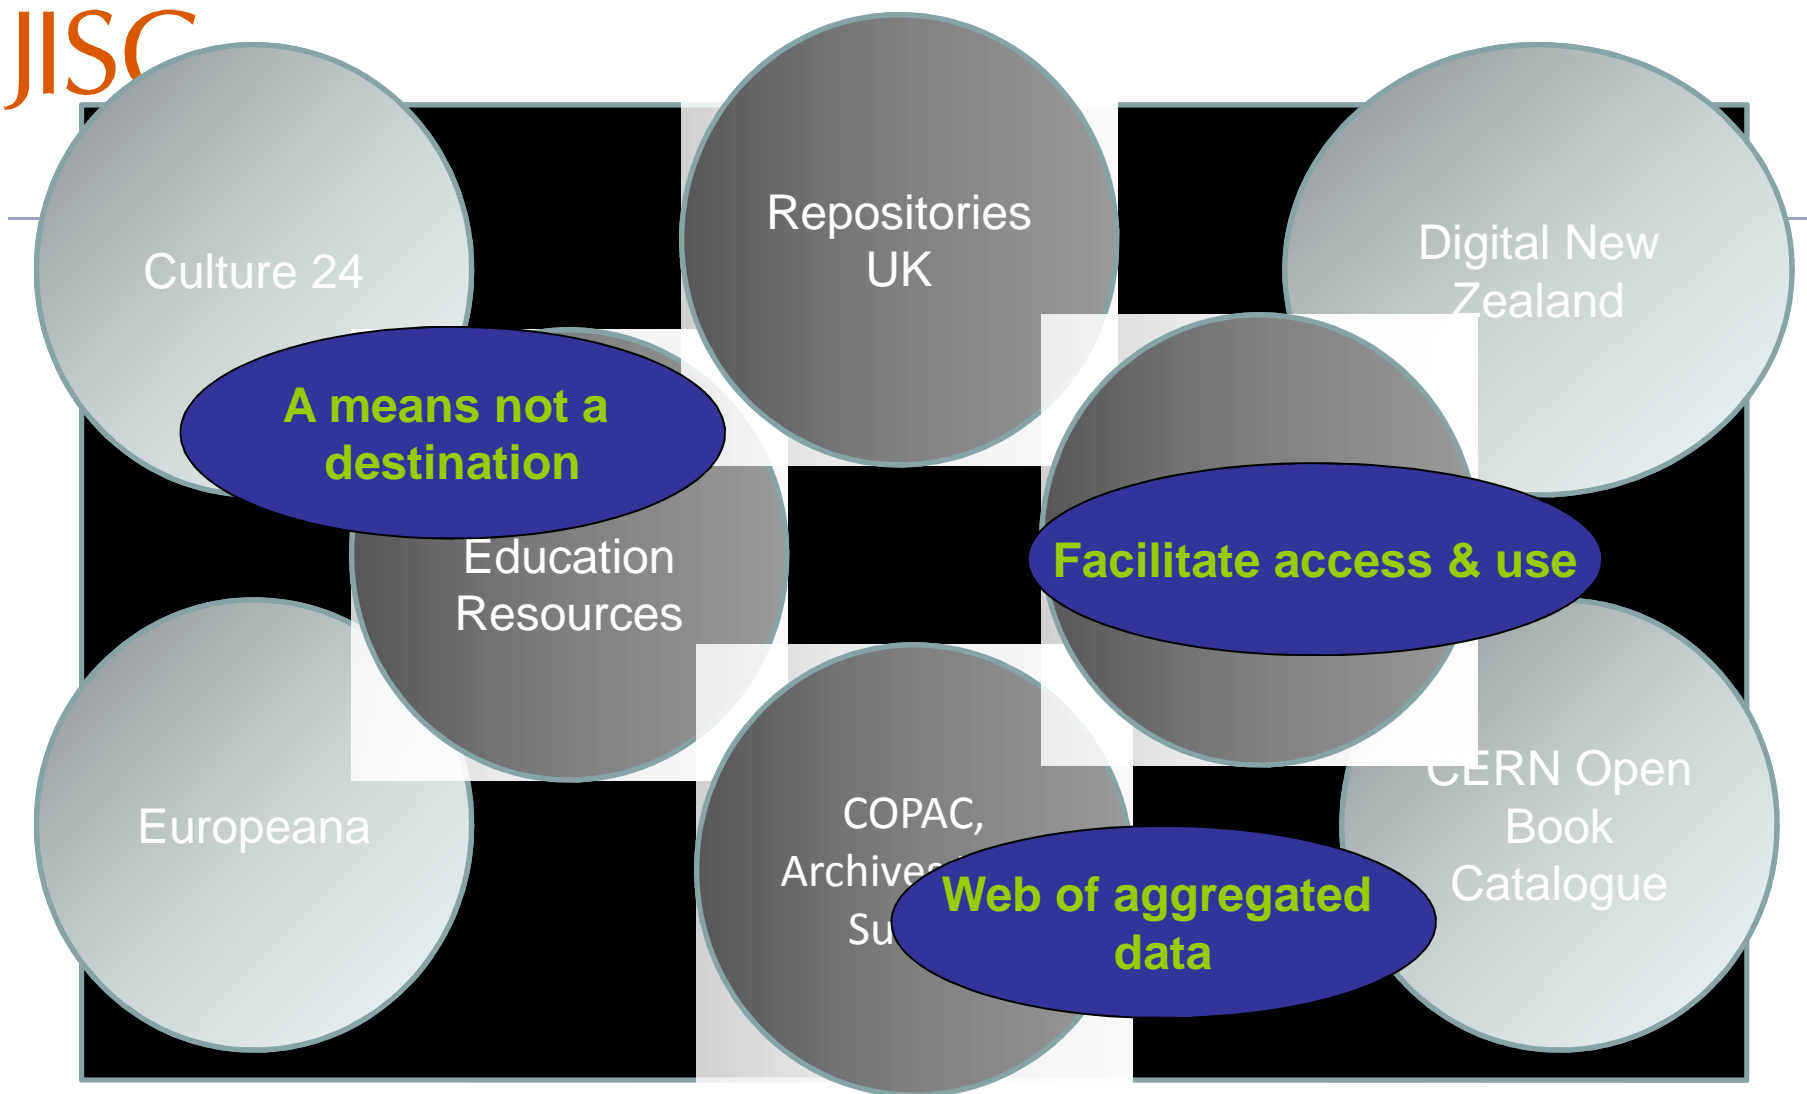 JISC
Culture 24
Repositories
UK
Digital New
Zealand
A means not a
destination
Education
Resources
Facilitate access & use
Europeana
COPAC,
Web of aggregated
data
CERN Open
Book
Catalogue